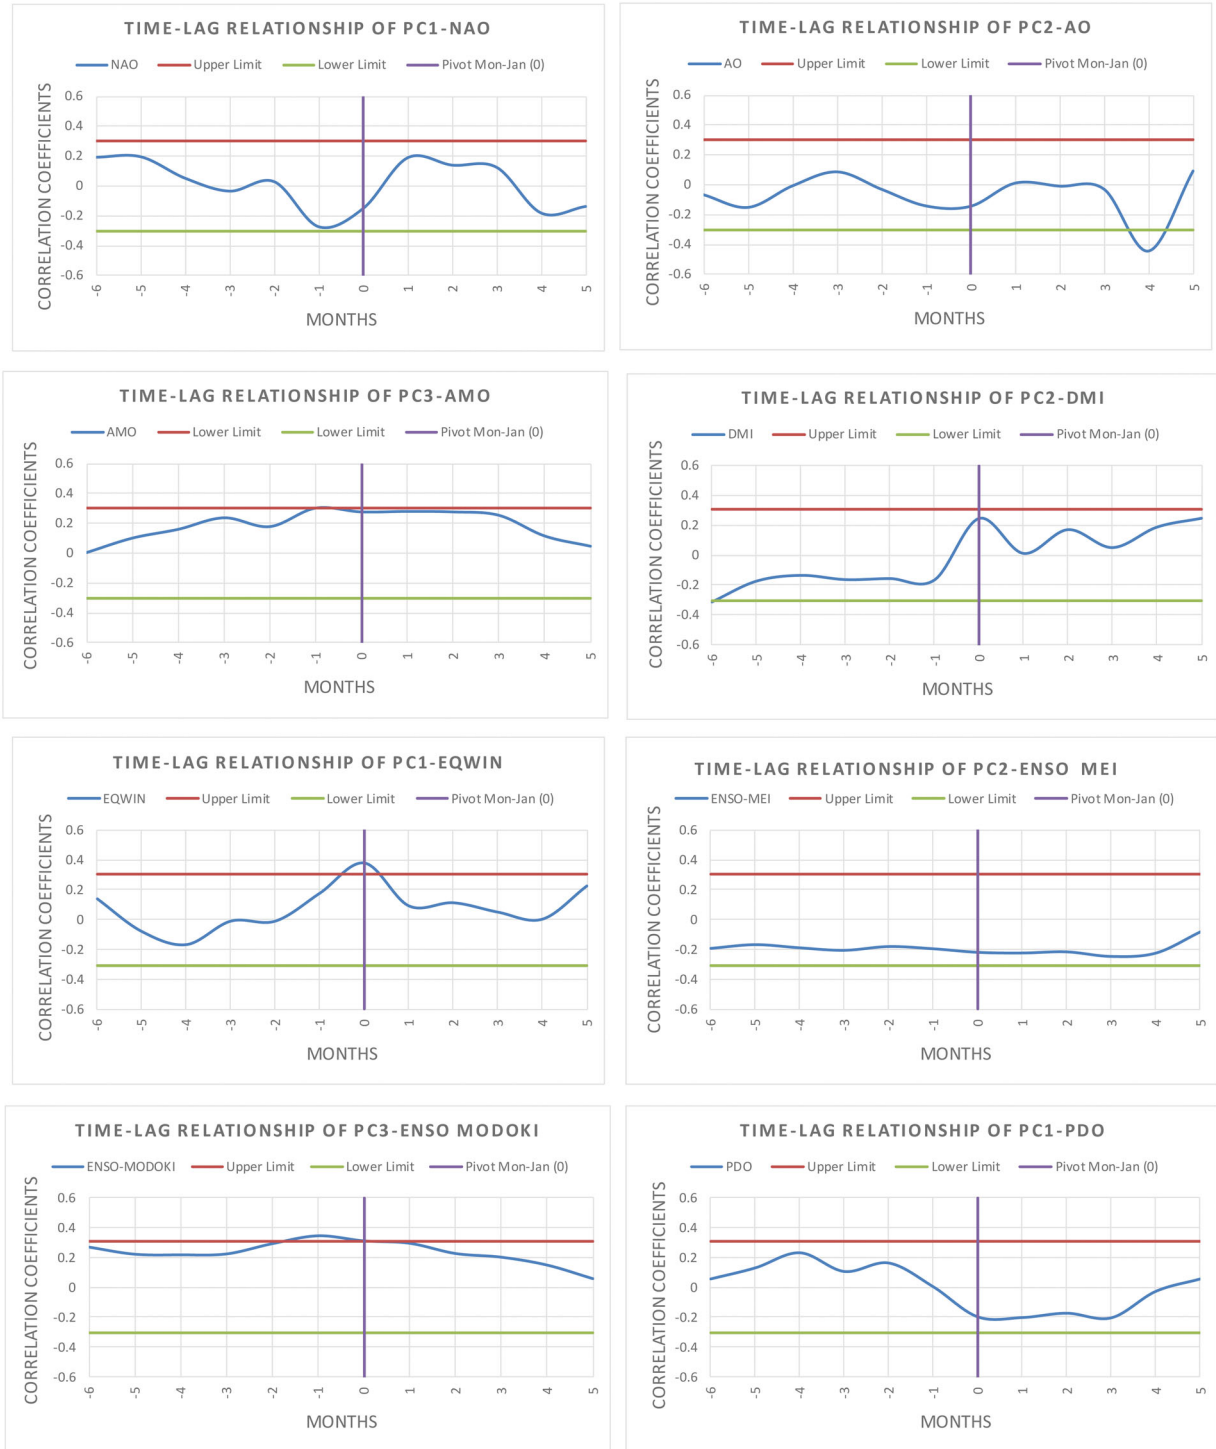 TIME-LAG RELATIONSHIP OF PC1-NAO
NAO Upper Limit Lower Limit Pivot Mon-Jan (0)
CORRELATION COEFFICIENTS
0.6
0.4
0.2
0
-0.2
-0.4
-0.6
-6 -5 -4 -3 -2 -1 0 1 2 3 4 5
MONTHS
TIME-LAG RELATIONSHIP OF PC2-AO
AO Upper Limit Lower Limit Pivot Mon-Jan (0)
CORRELATION COEFFICIENTS
0.6
0.4
0.2
0
-0.2
-0.4
-0.6
-6 -5 -4 -3 -2 -1 0 1 2 3 4 5
MONTHS
TIME-LAG RELATIONSHIP OF PC3-AMO
AMO Lower Limit Lower Limit Pivot Mon-Jan (0)
CORRELATION COEFFICIENTS
0.6
0.4
0.2
0
-0.2
-0.4
-0.6
-6 -5 -4 -3 -2 -1 0 1 2 3 4 5
MONTHS
TIME-LAG RELATIONSHIP OF PC2-DMI
DMI Upper Limit Lower Limit Pivot Mon-Jan (0)
CORRELATION COEFFICIENTS
0.6
0.4
0.2
0
-0.2
-0.4
-0.6
-6 -5 -4 -3 -2 -1 0 1 2 3 4 5
MONTHS
TIME-LAG RELATIONSHIP OF PC1-EQWIN
EQWIN Upper Limit Lower Limit Pivot Mon-Jan (0)
CORRELATION COEFFICIENTS
0.6
0.4
0.2
0
-0.2
-0.4
-0.6
-6 -5 -4 -3 -2 -1 0 1 2 3 4 5
MONTHS
TIME-LAG RELATIONSHIP OF PC2-ENSO MEI
ENSO-MEI Upper Limit Lower Limit Pivot Mon-Jan (0)
CORRELATION COEFFICIENTS
0.6
0.4
0.2
0
-0.2
-0.4
-0.6
-6 -5 -4 -3 -2 -1 0 1 2 3 4 5
MONTHS
TIME-LAG RELATIONSHIP OF PC3-ENSO MODOKI
ENSO-MODOKI Upper Limit Lower Limit Pivot Mon-Jan (0)
CORRELATION COEFFICIENTS
0.6
0.4
0.2
0
-0.2
-0.4
-0.6
-6 -5 -4 -3 -2 -1 0 1 2 3 4 5
MONTHS
TIME-LAG RELATIONSHIP OF PC1-PDO
PDO Upper Limit Lower Limit Pivot Mon-Jan (0)
CORRELATION COEFFICIENTS
0.6
0.4
0.2
0
-0.2
-0.4
-0.6
-6 -5 -4 -3 -2 -1 0 1 2 3 4 5
MONTHS